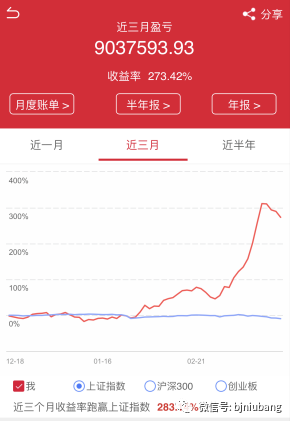 分享
近三月盈亏
9037593.93
收益率 273.42%
月度账单 > 半年报 > 年报 >
近一月 近三月 近半年
400%
300%
200%
100%
0%
12-18 01-16 02-21
我 上证指数 沪深300 创业板
近三个月收益率跑赢上证指数 283. %
微信号: bjniubang